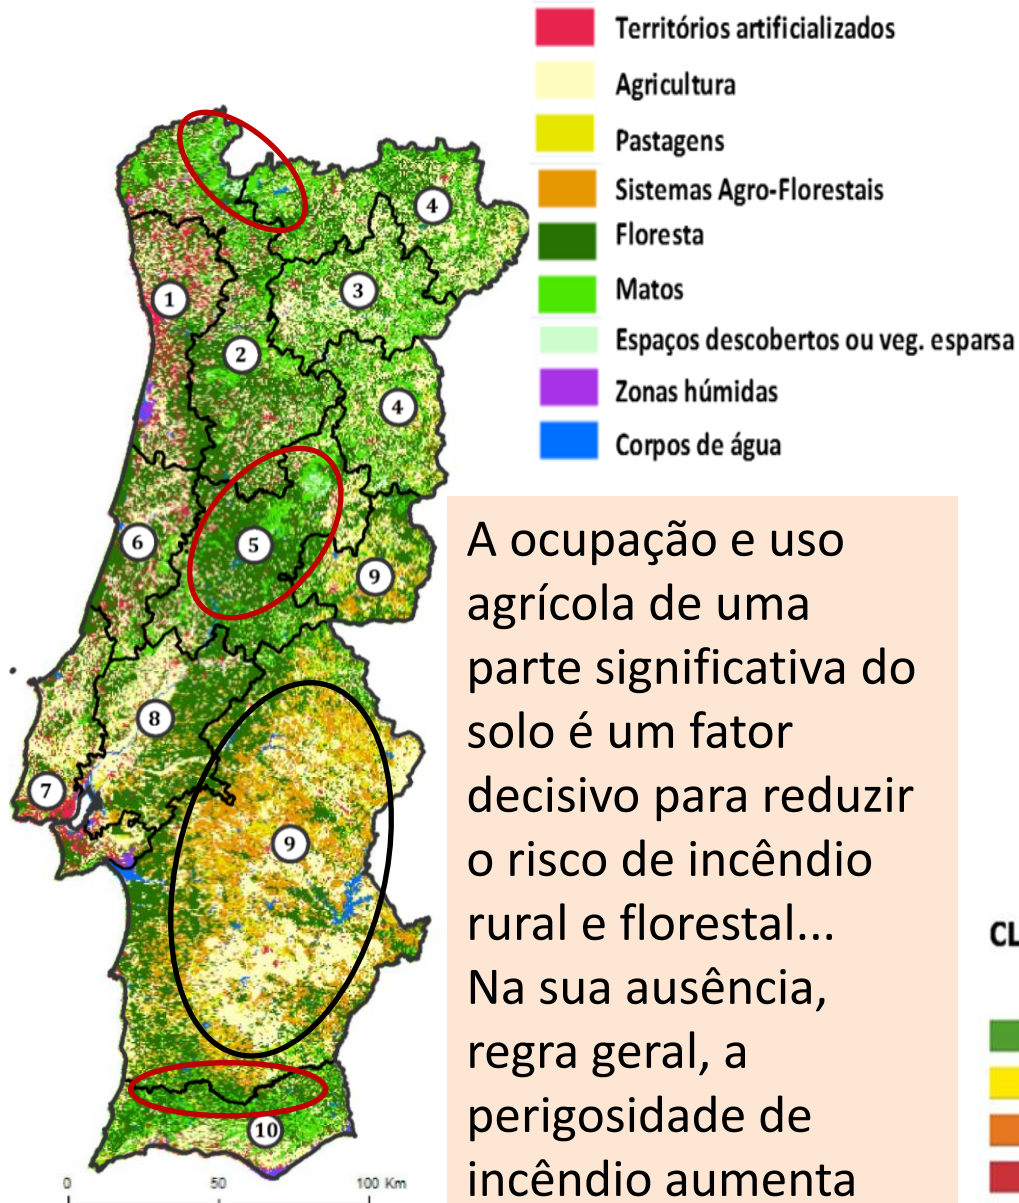 Territórios artificializados
Agricultura
Pastagens
Sistemas Agro-Florestais
Floresta
Matos
Espaços descobertos ou veg. esparsa
Zonas húmidas
Corpos de água
4
3
1
2
4
5
6
9
8
7
9
10
0 50 100 Km
A ocupação e uso
agrícola de uma
parte significativa do
solo é um fator
decisivo para reduzir
o risco de incêndio
rural e florestal...
Na sua ausência,
regra geral, a
perigosidade de
incêndio aumenta
CL